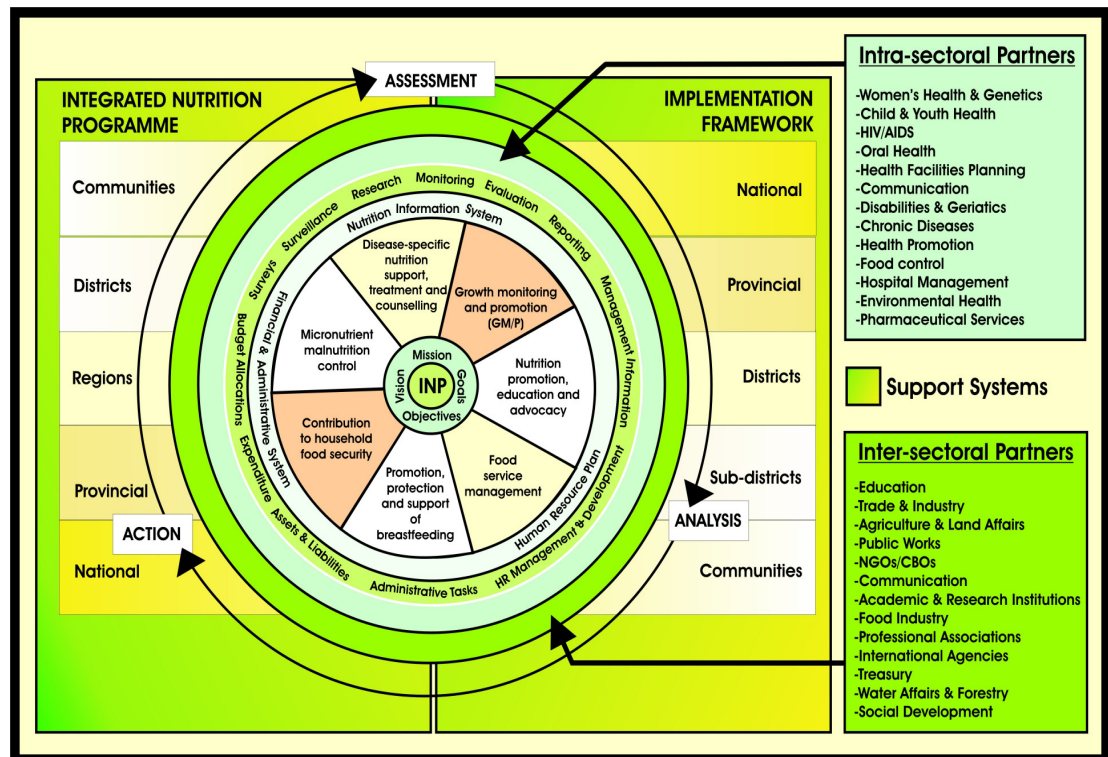 ASSESSMENT
INTEGRATED NUTRITION
PROGRAMME
IMPLEMENTATION
FRAMEWORK
Communities
Districts
Regions
Provincial
National
ACTION
National
Provincial
Districts
Sub-districts
Communities
ANALYSIS
Surveys Surveillance Research Monitoring Evaluation Reporting Management Information
Budget Allocations Expenditure Assets & Liabilities Administrative Tasks HR Management & Development
Nutrition Information System
Financial & Administrative System
Human Resource Plan
Disease-specific
nutrition
support,
treatment and
counselling
Growth monitoring
and promotion
(GM/P)
Nutrition
promotion,
education and
advocacy
Food
service
management
Promotion,
protection
and support
of
breastfeeding
Contribution
to household
food security
Micronutrient
malnutrition
control
Mission
Goals
Objectives
Vision
INP
Intra-sectoral Partners
-Women's Health & Genetics
-Child & Youth Health
-HIV/AIDS
-Oral Health
-Health Facilities Planning
-Communication
-Disabilities & Geriatics
-Chronic Diseases
-Health Promotion
-Food control
-Hospital Management
-Environmental Health
-Pharmaceutical Services
Support Systems
Inter-sectoral Partners
-Education
-Trade & Industry
-Agriculture & Land Affairs
-Public Works
-NGOs/CBOs
-Communication
-Academic & Research Institutions
-Food Industry
-Professional Associations
-International Agencies
-Treasury
-Water Affairs & Forestry
-Social Development